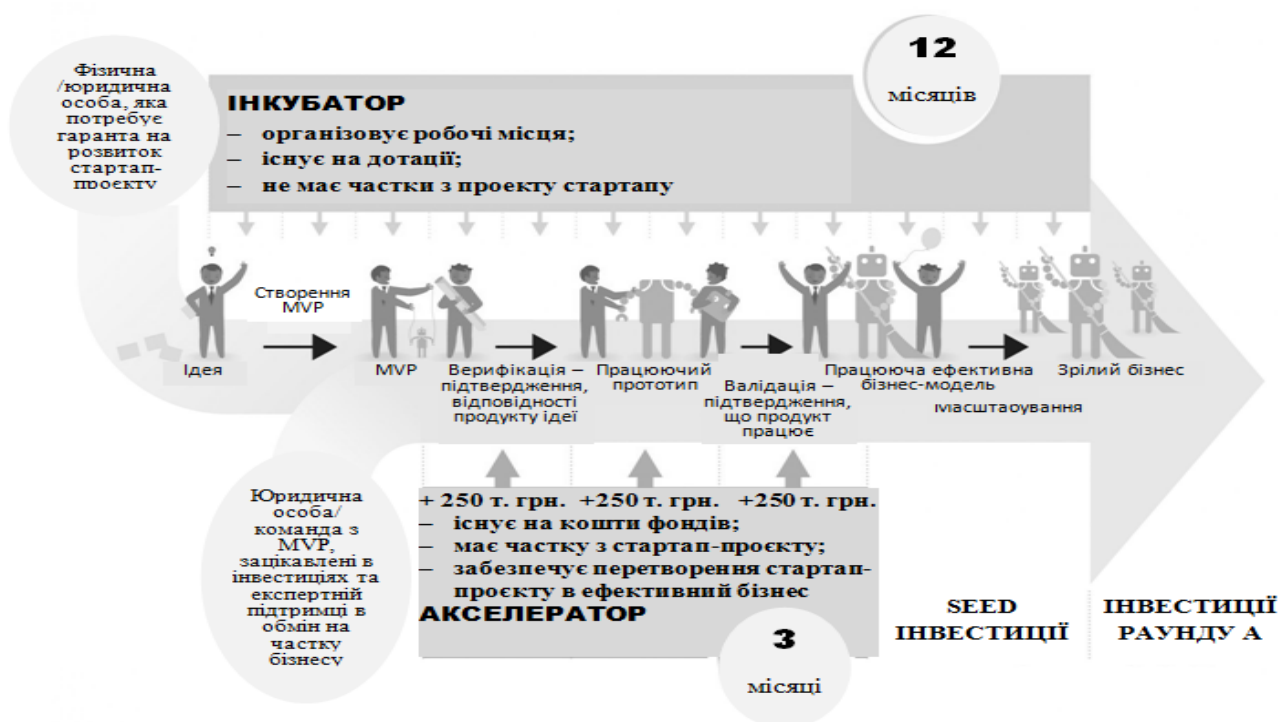 Фізична
/юридична
особа, яка
потребує
гаранта на
розвиток
стартап-
проєкту
ІНКУБАТОР
– організовує робочі місця;
– існує на дотації;
– не має частки з проекту стартапу
12
місяців
Створення
MVP
Ідея
MVP
Верифікація –
підтвердження,
відповідності
продукту ідеї
Працюючий
прототип
Валідація –
підтвердження,
що продукт
працює
Працююча ефективна
бізнес-модель
Масштабування
Зрілий бізнес
Юридична
особа/
команда з
MVP,
зацікавлені в
інвестиціях та
експертній
підтримці в
обмін на
частку
бізнесу
+ 250 т. грн. +250 т. грн. +250 т. грн.
– існує на кошти фондів;
– має частку з стартап-проєкту;
– забезпечує перетворення стартап-
проєкту в ефективний бізнес
АКСЕЛЕРАТОР
3
місяці
SEED
ІНВЕСТИЦІЇ
ІНВЕСТИЦІЇ
РАУНДУ А